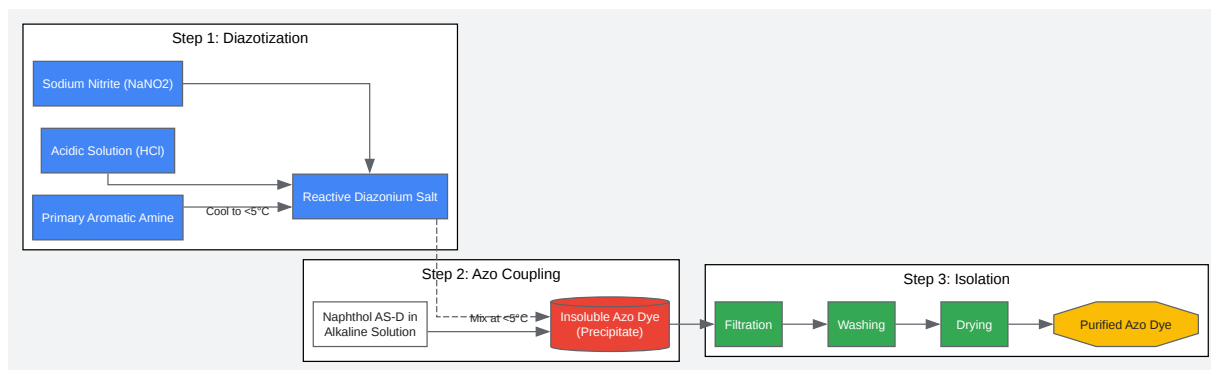 Step 1: Diazotization
Sodium Nitrite (NaNO2)
Acidic Solution (HCl)
Primary Aromatic Amine
Cool to <5°C
Reactive Diazonium Salt
Step 2: Azo Coupling
Naphthol AS-D in
Alkaline Solution
Mix at <5°C
Insoluble Azo Dye
(Precipitate)
Step 3: Isolation
Filtration
Washing
Drying
Purified Azo Dye